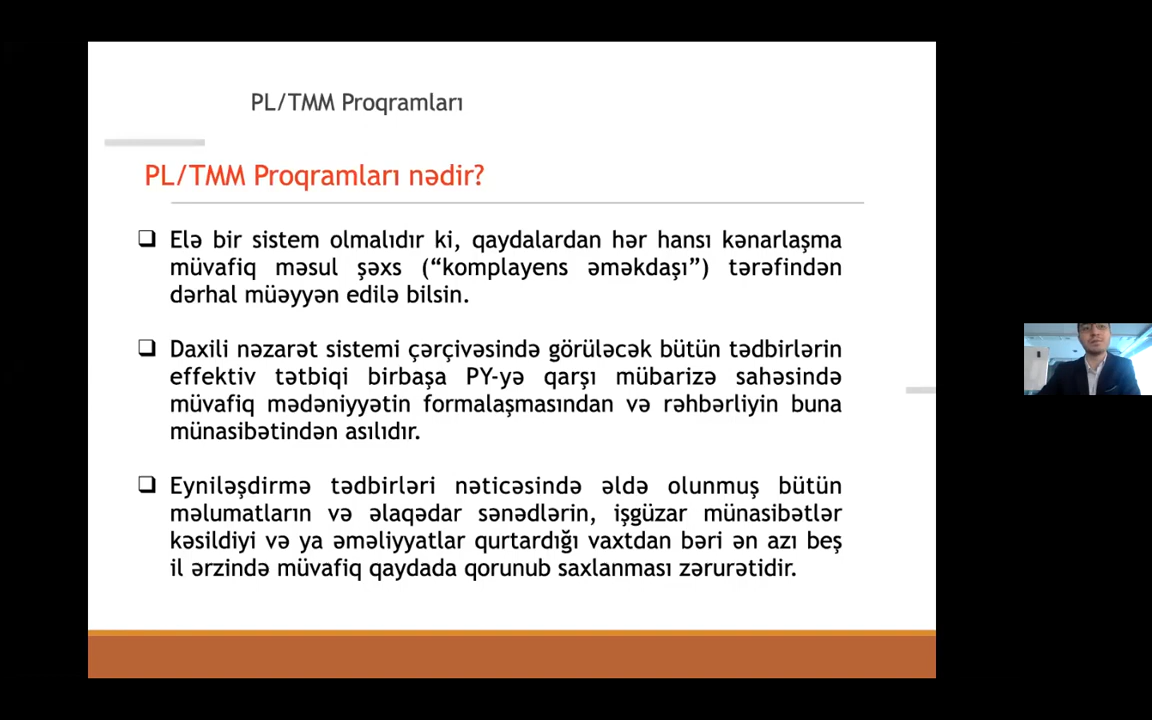 PL/TMM Proqramları
PL/TMM Proqramları nədir?
Elə bir sistem olmalıdır ki, qaydalardan hər hansı kənarlaşma
müvafiq məsul şəxs (“komplayens əməkdaşı”) tərəfindən
dərhal müəyyən edilə bilsin.
Daxili nəzarət sistemi çərçivəsində görüləcək bütün tədbirlərin
effektiv tətbiqi birbaşa PY-yə qarşı mübarizə sahəsində
müvafiq mədəniyyətin formalaşmasından və rəhbərliyin buna
münasibətindən asılıdır.
Eyniləşdirmə tədbirləri nəticəsində əldə olunmuş bütün
məlumatların və əlaqədar sənədlərin, işgüzar münasibətlər
kəsildiyi və ya əməliyyatlar qurtardığı vaxtdan bəri ən azı beş
il ərzində müvafiq qaydada qorunub saxlanması zərurətidir.